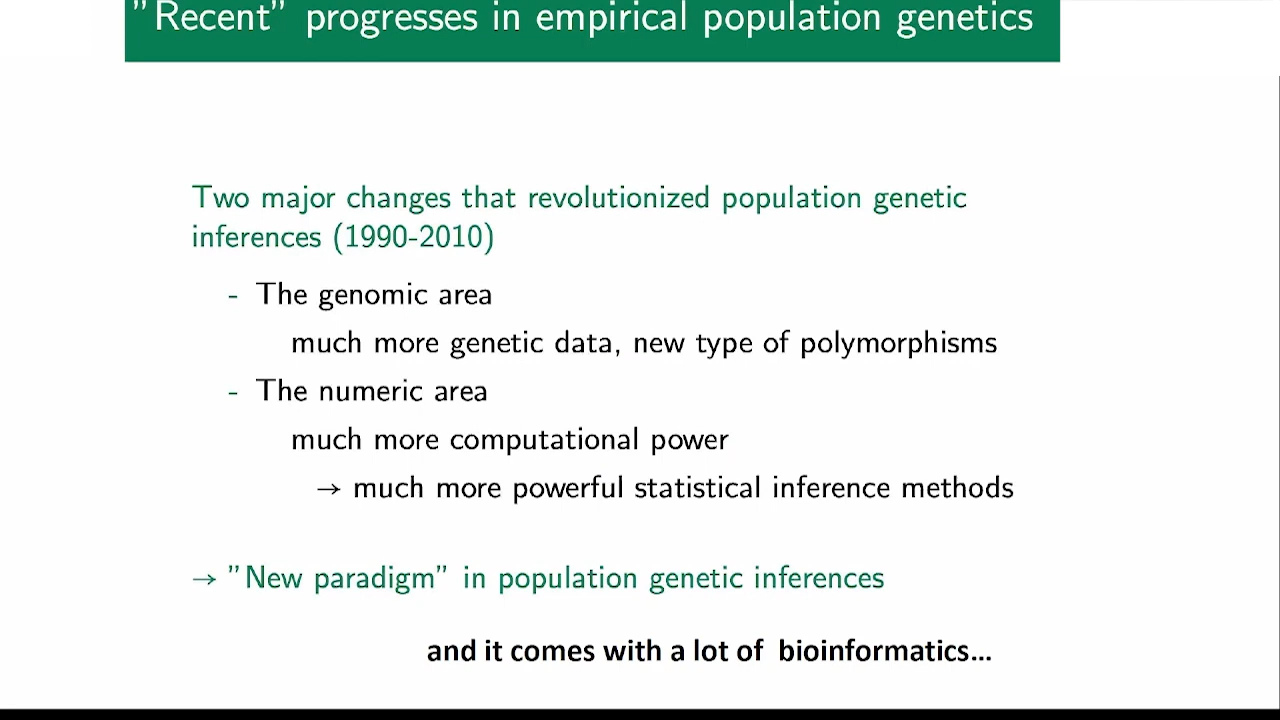 "Recent" progresses in empirical population genetics
Two major changes that revolutionized population genetic
inferences (1990-2010)
- The genomic area
much more genetic data, new type of polymorphisms
- The numeric area
much more computational power
→ much more powerful statistical inference methods
→ "New paradigm" in population genetic inferences
and it comes with a lot of bioinformatics...